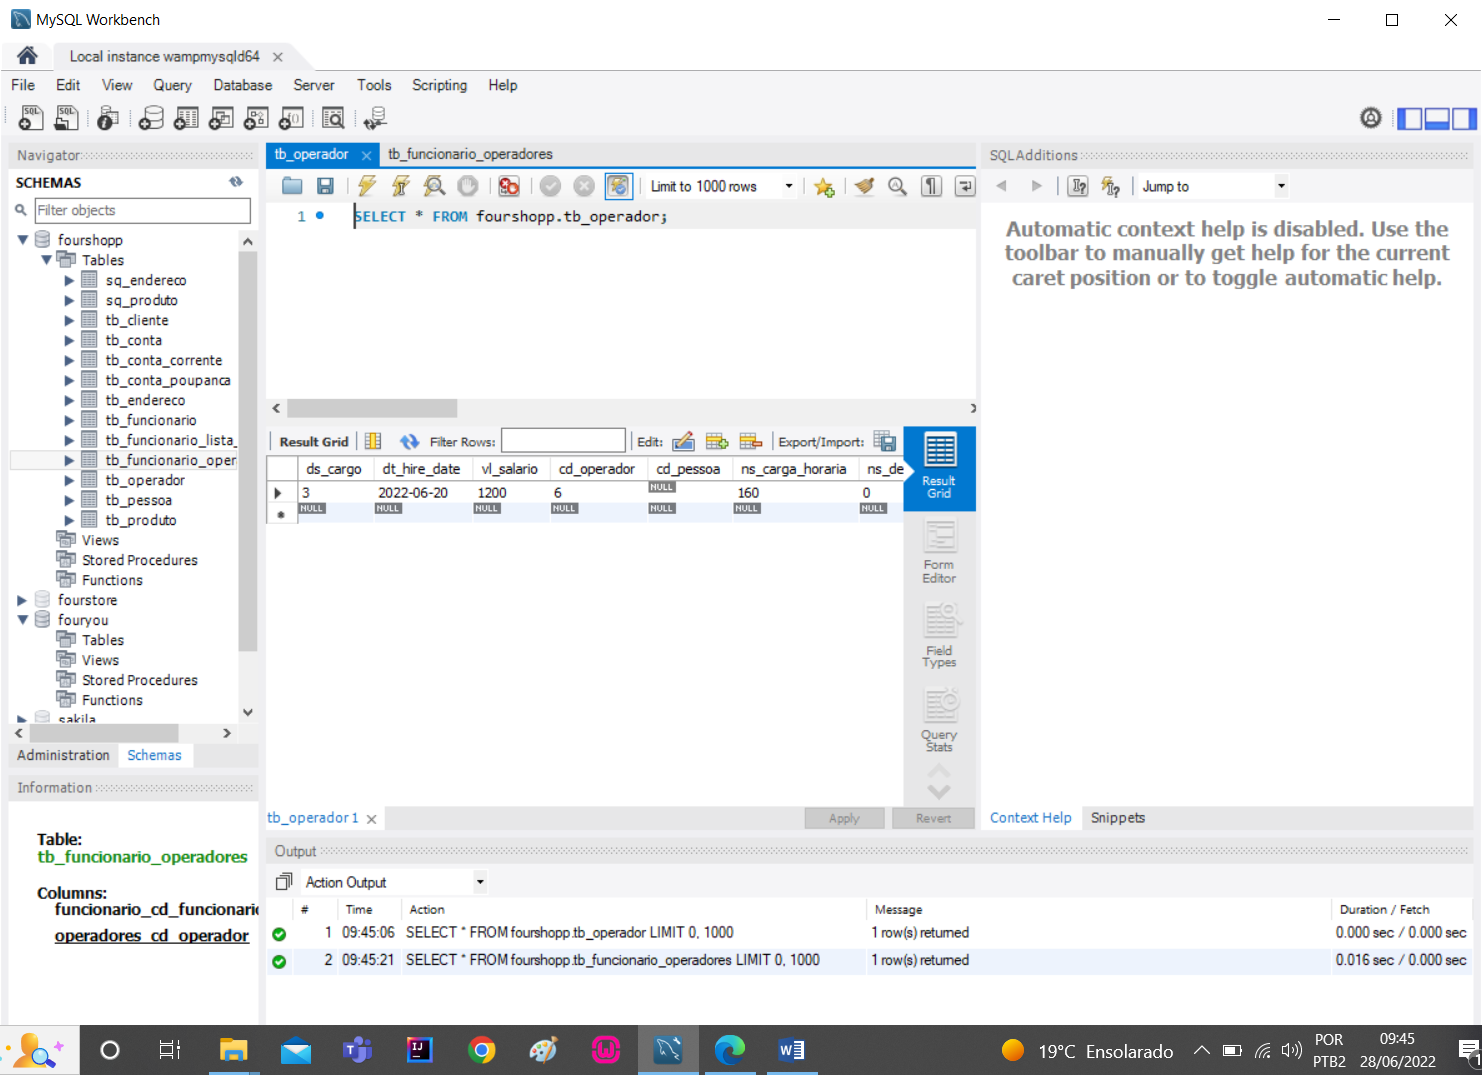 MySQL Workbench
Local instance wampmysqld64
File Edit View Query Database Server Tools Scripting Help
Navigator
SCHEMAS
Filter objects
fourshopp
Tables
sq_endereco
sq_produto
tb_cliente
tb_conta
tb_conta_corrente
tb_conta_poupanca
tb_endereco
tb_funcionario
tb_funcionario_lista_
tb_funcionario_oper
tb_operador
tb_pessoa
tb_produto
Views
Stored Procedures
Functions
fourstore
fouryou
Tables
Views
Stored Procedures
Functions
sakila
Administration Schemas
Information
Table:
tb_funcionario_operadores
Columns:
funcionario_cd_funcionari
operadores_cd_operador
tb_operador tb_funcionario_operadores
Limit to 1000 rows
1 SELECT * FROM fourshopp.tb_operador;
Result Grid Filter Rows: Edit: Export/Import:
ds_cargo dt_hire_date vl_salario cd_operador cd_pessoa ns_carga_horaria ns_de
3 2022-06-20 1200 6 NULL 160 0
NULL NULL NULL NULL NULL NULL NULL
Result
Grid
Form
Editor
Field
Types
Query
Stats
tb_operador 1 Apply Revert
SQLAdditions
Jump to
Automatic context help is disabled. Use the
toolbar to manually get help for the current
caret position or to toggle automatic help.
Context Help Snippets
Output
Action Output
# Time Action Message Duration / Fetch
1 09:45:06 SELECT * FROM fourshopp.tb_operador LIMIT 0, 1000 1 row(s) returned 0.000 sec / 0.000 sec
2 09:45:21 SELECT * FROM fourshopp.tb_funcionario_operadores LIMIT 0, 1000 1 row(s) returned 0.016 sec / 0.000 sec
19°C Ensolarado
POR
PTB2
09:45
28/06/2022
1